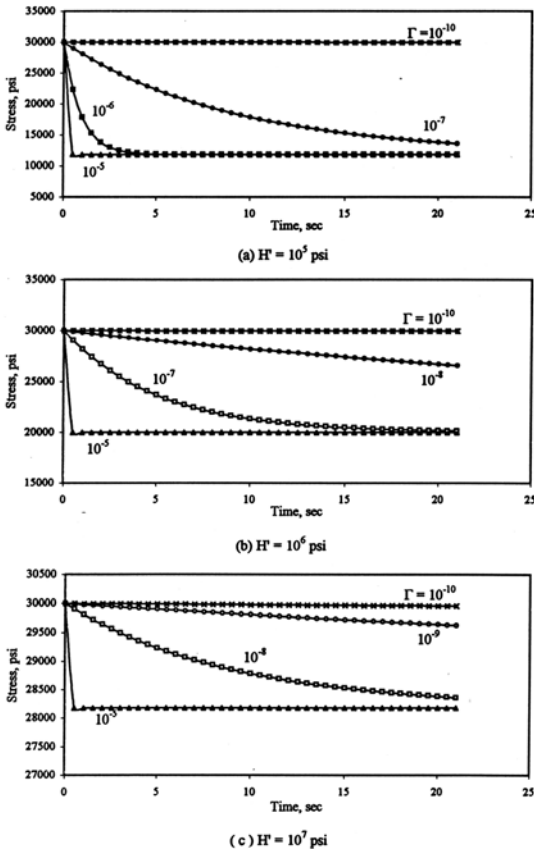 35000
30000
25000
20000
15000
10000
5000
Stress, psi
Γ=10⁻¹⁰
10⁻⁶
10⁻⁷
10⁻⁵
0 5 10 15 20 25
Time, sec
(a) H' = 10⁵ psi
35000
30000
25000
20000
15000
Stress, psi
Γ = 10⁻¹⁰
10⁻⁸
10⁻⁷
10⁻⁵
0 5 10 15 20 25
Time, sec
(b) H' = 10⁶ psi
30500
30000
29500
29000
28500
28000
27500
27000
Stress, psi
Γ = 10⁻¹⁰
10⁻⁹
10⁻⁸
10⁻⁵
0 5 10 15 20 25
Time, sec
( c ) H' = 10⁷ psi